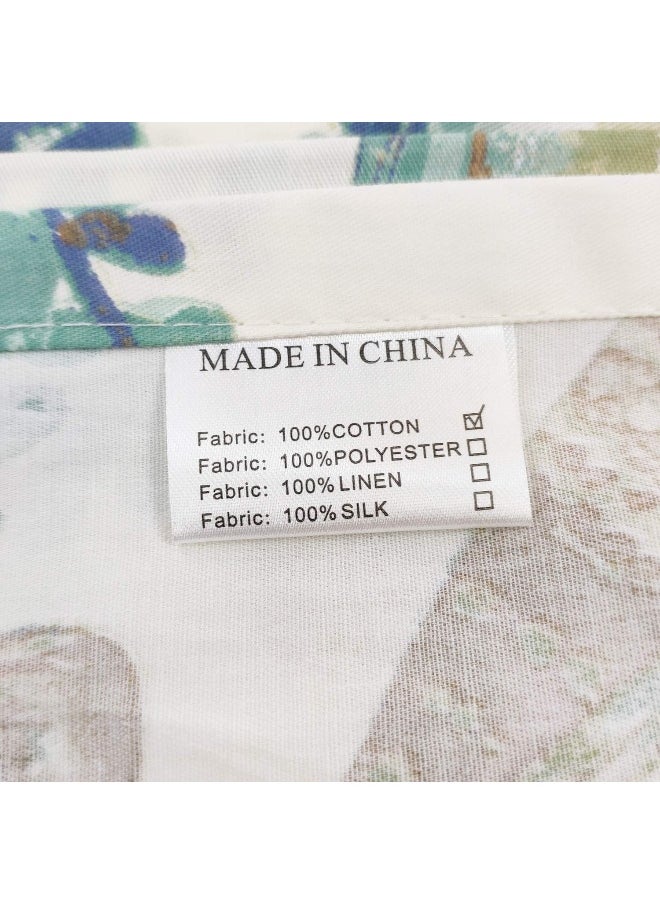 MADE IN CHINA
Fabric: 100%COTTON ☑
Fabric: 100%POLYESTER ☐
Fabric: 100%LINEN ☐
Fabric: 100%SILK ☐